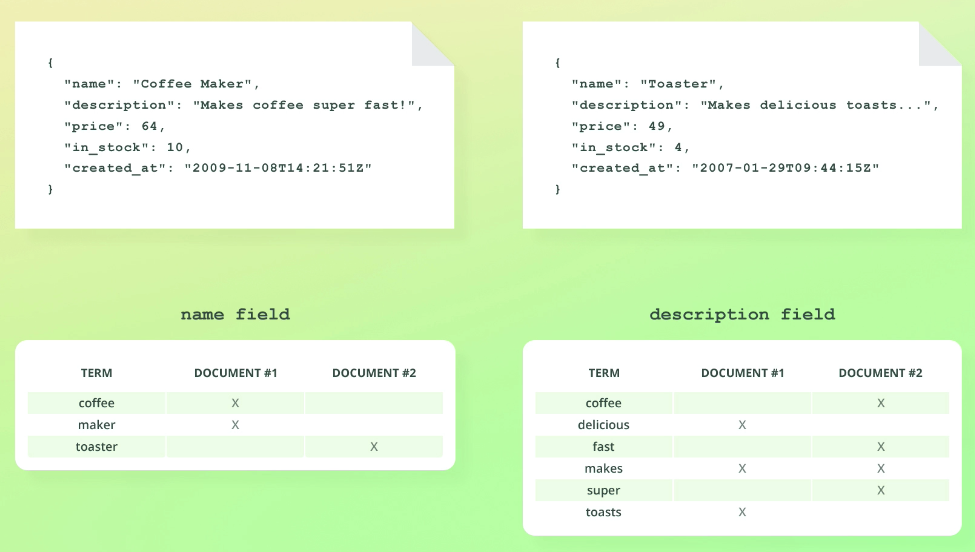 {
"name": "Coffee Maker",
"description": "Makes coffee super fast!",
"price": 64,
"in_stock": 10,
"created_at": "2009-11-08T14:21:51Z"
}
{
"name": "Toaster",
"description": "Makes delicious toasts...",
"price": 49,
"in_stock": 4,
"created_at": "2007-01-29T09:44:15Z"
}
name field
TERM DOCUMENT #1 DOCUMENT #2
coffee X
maker X
toaster X
description field
TERM DOCUMENT #1 DOCUMENT #2
coffee X
delicious X
fast X
makes X X
super X
toasts X